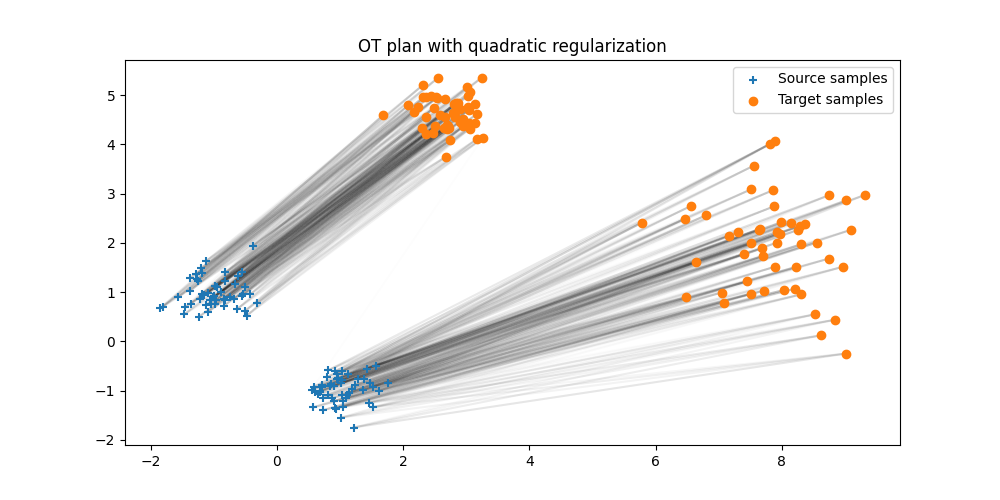 OT plan with quadratic regularization
Source samples
Target samples
5
4
3
2
1
0
−1
−2
−2 0 2 4 6 8